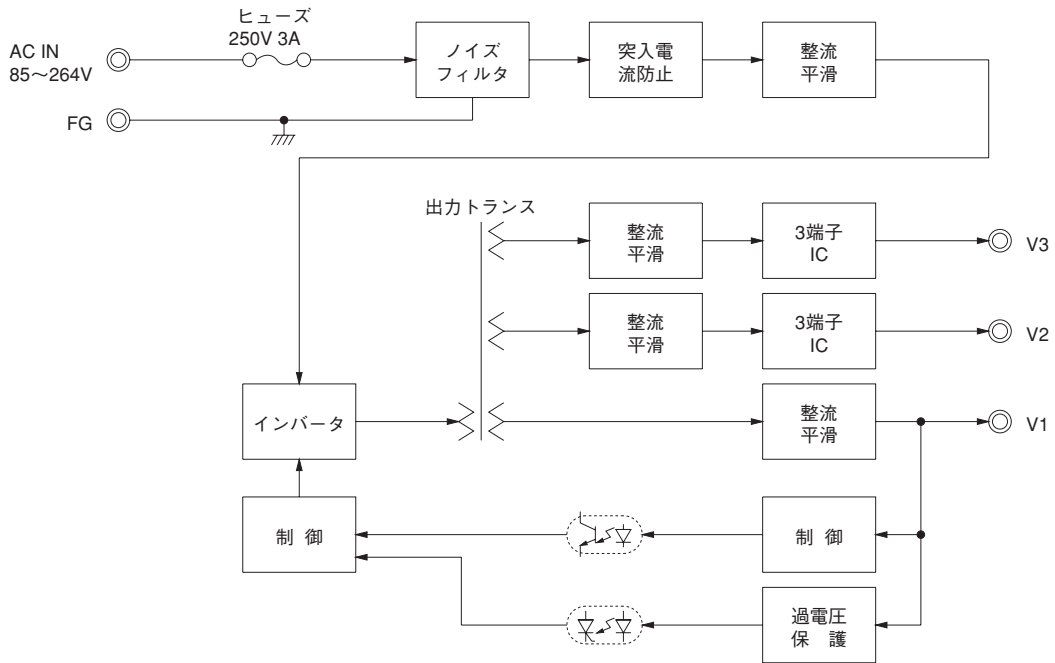 ヒューズ
250V 3A
AC IN
85～264V
ノイズ
フィルタ
突入電
流防止
整流
平滑
FG
出力トランス
整流
平滑
3端子
IC
V3
整流
平滑
3端子
IC
V2
インバータ
整流
平滑
V1
制 御
制 御
過電圧
保　護